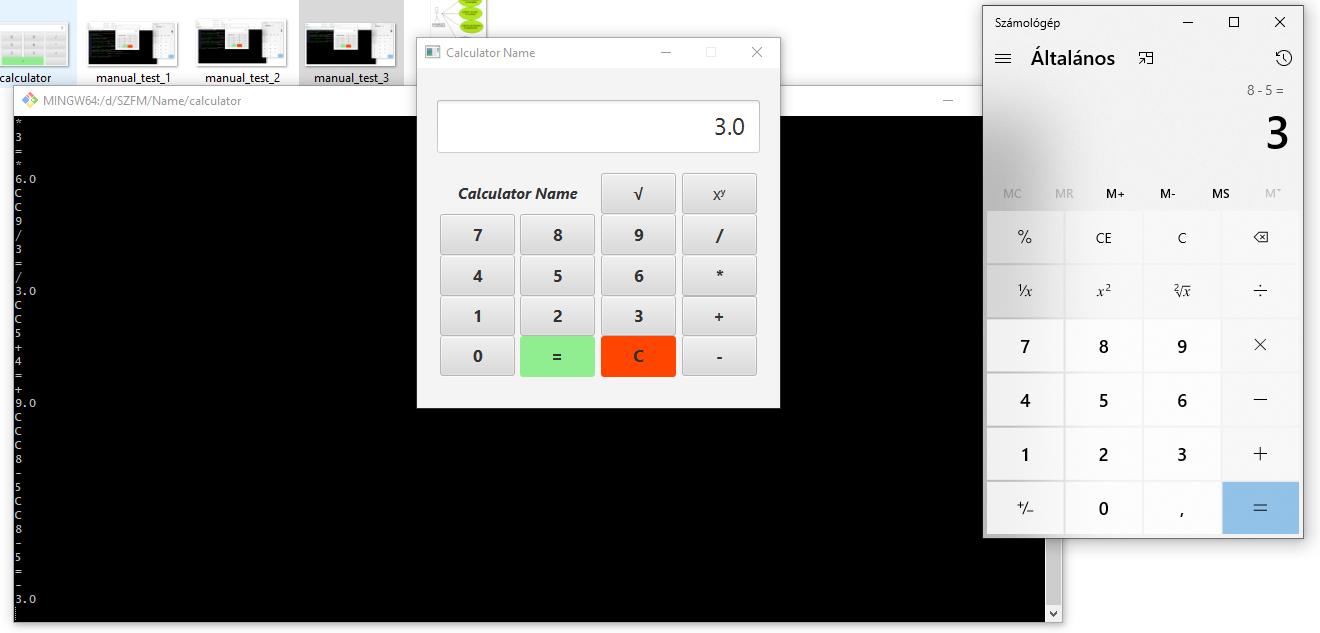 calculator
manual_test_1
manual_test_2
manual_test_3
MINGW64:/d/SZFM/Name/calculator
*
3
=
*
6.0
C
C
9
/
3
=
/
3.0
C
C
5
+
4
=
+
9.0
C
C
C
8
-
5
C
C
8
-
5
=
-
3.0
Calculator Name
3.0
Calculator Name √ xʸ
7 8 9 /
4 5 6 *
1 2 3 +
0 = C -
Számológép
Általános
8 - 5 =
3
MC MR M+ M- MS M˅
% CE C
¹⁄x x² ²√x ÷
7 8 9 ×
4 5 6 −
1 2 3 +
+/− 0 , =